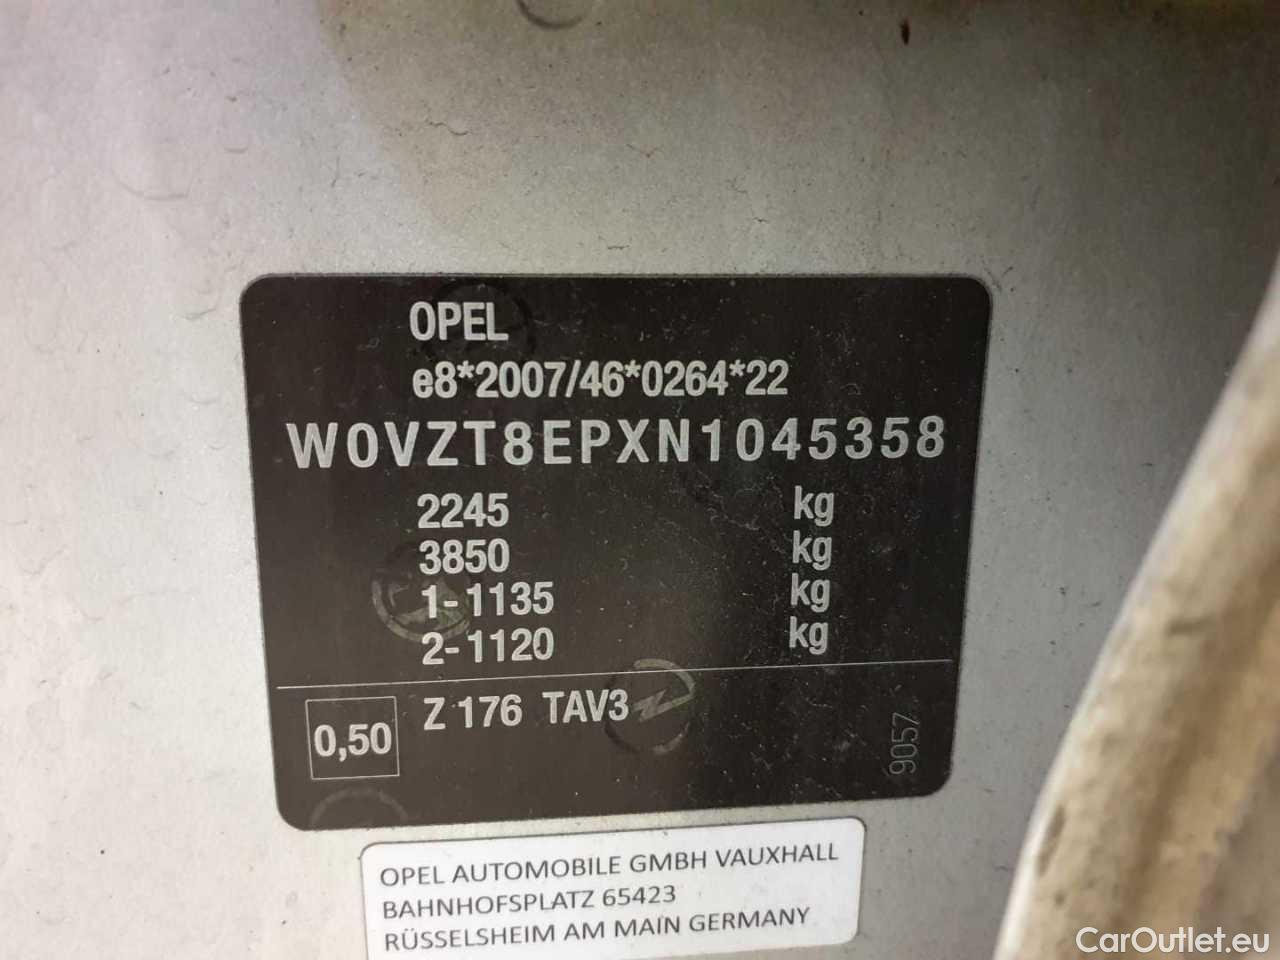 OPEL
e8*2007/46*0264*22
W0VZT8EPXN1045358
2245 kg
3850 kg
1-1135 kg
2-1120 kg
0,50 Z 176 TAV3
9057
OPEL AUTOMOBILE GMBH VAUXHALL
BAHNHOFSPLATZ 65423
RÜSSELSHEIM AM MAIN GERMANY
CarOutlet.eu